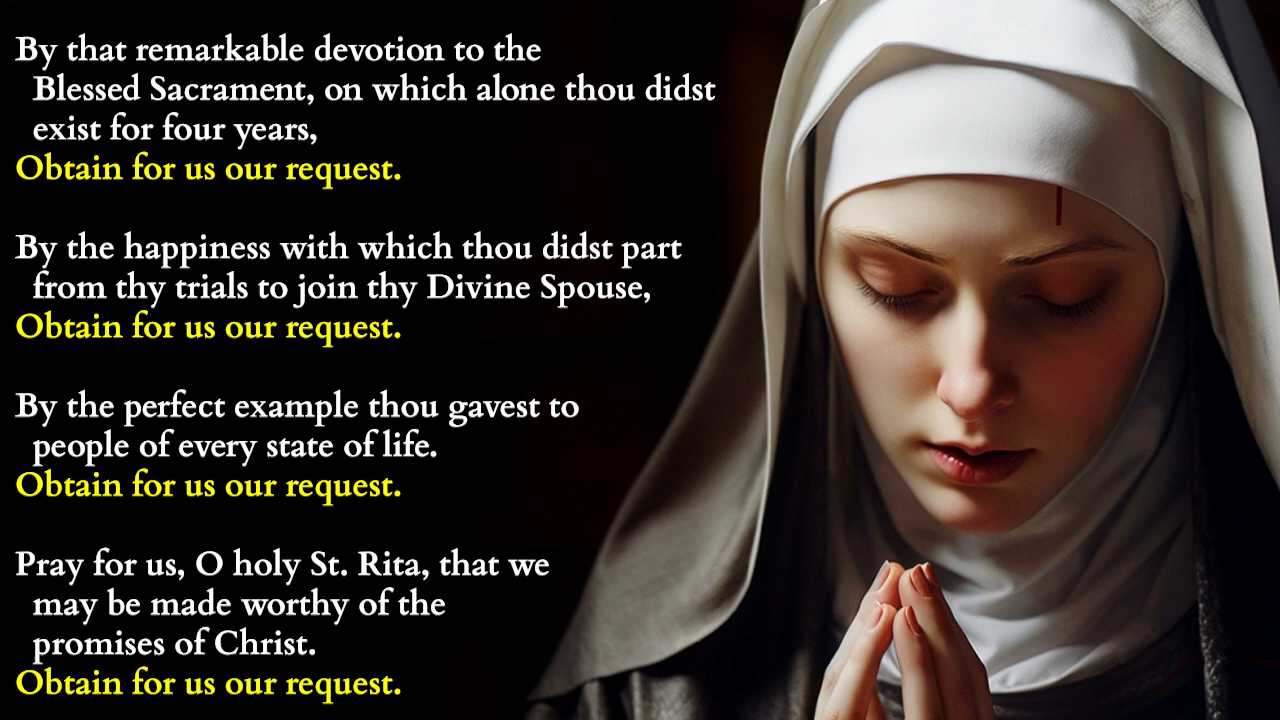 By that remarkable devotion to the
Blessed Sacrament, on which alone thou didst
exist for four years,
Obtain for us our request.
By the happiness with which thou didst part
from thy trials to join thy Divine Spouse,
Obtain for us our request.
By the perfect example thou gavest to
people of every state of life.
Obtain for us our request.
Pray for us, O holy St. Rita, that we
may be made worthy of the
promises of Christ.
Obtain for us our request.